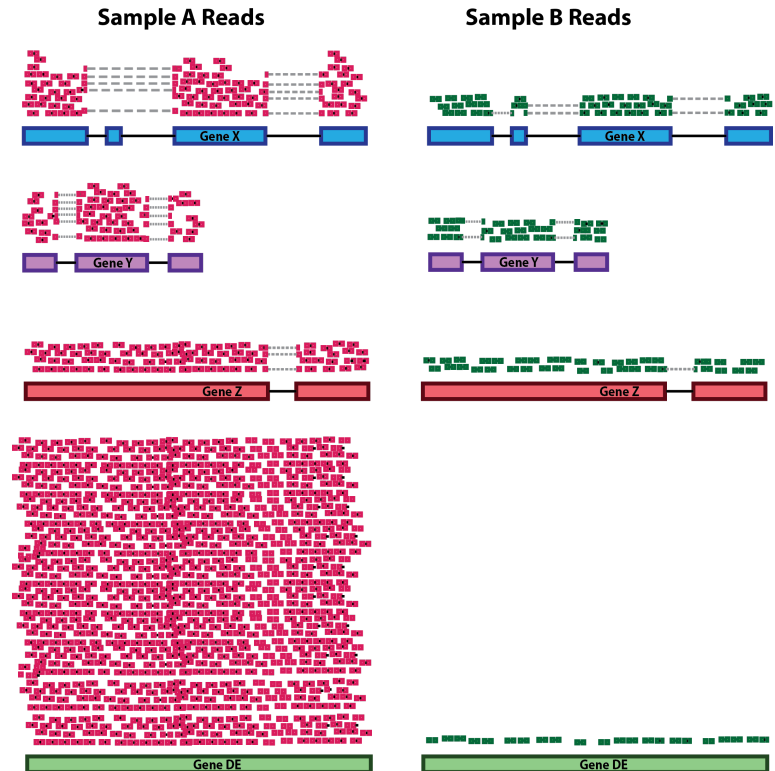 Sample A Reads
Sample B Reads
Gene X
Gene X
Gene Y
Gene Y
Gene Z
Gene Z
Gene DE
Gene DE